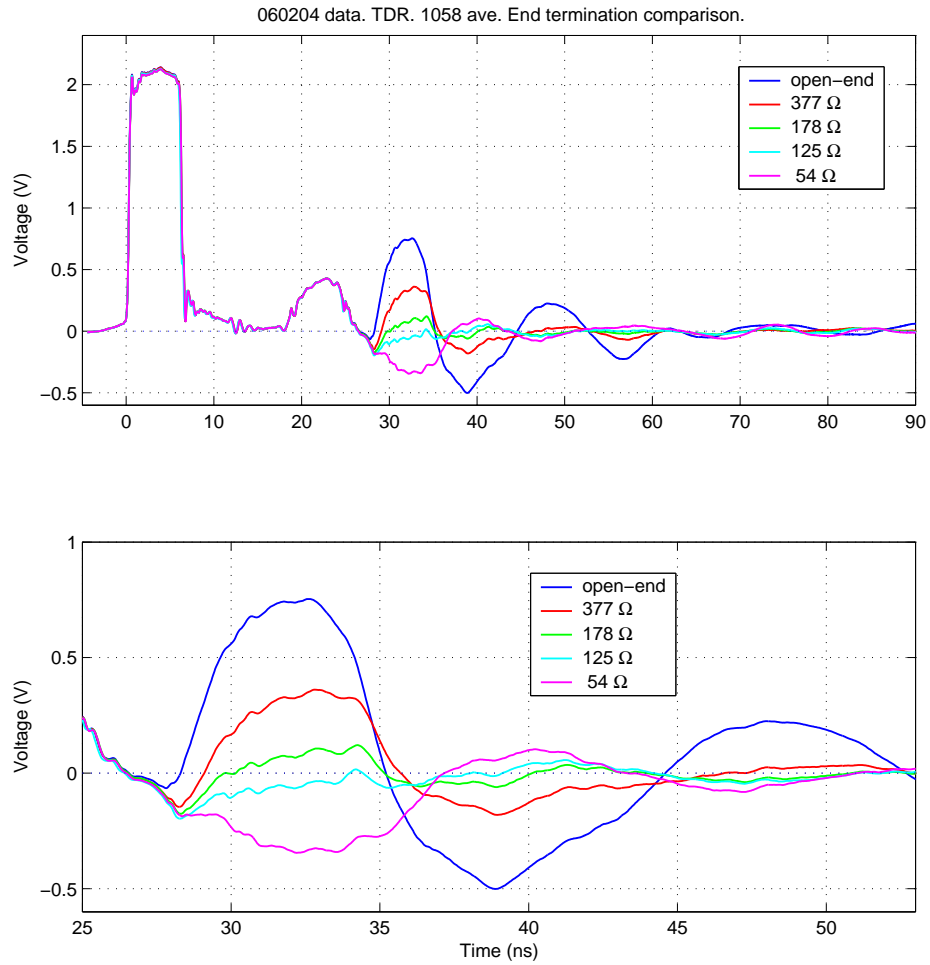 060204 data. TDR. 1058 ave. End termination comparison.
2
1.5
1
0.5
0
−0.5
Voltage (V)
open−end
377 Ω
178 Ω
125 Ω
54 Ω
0 10 20 30 40 50 60 70 80 90
1
0.5
0
−0.5
Voltage (V)
open−end
377 Ω
178 Ω
125 Ω
54 Ω
25 30 35 40 45 50
Time (ns)